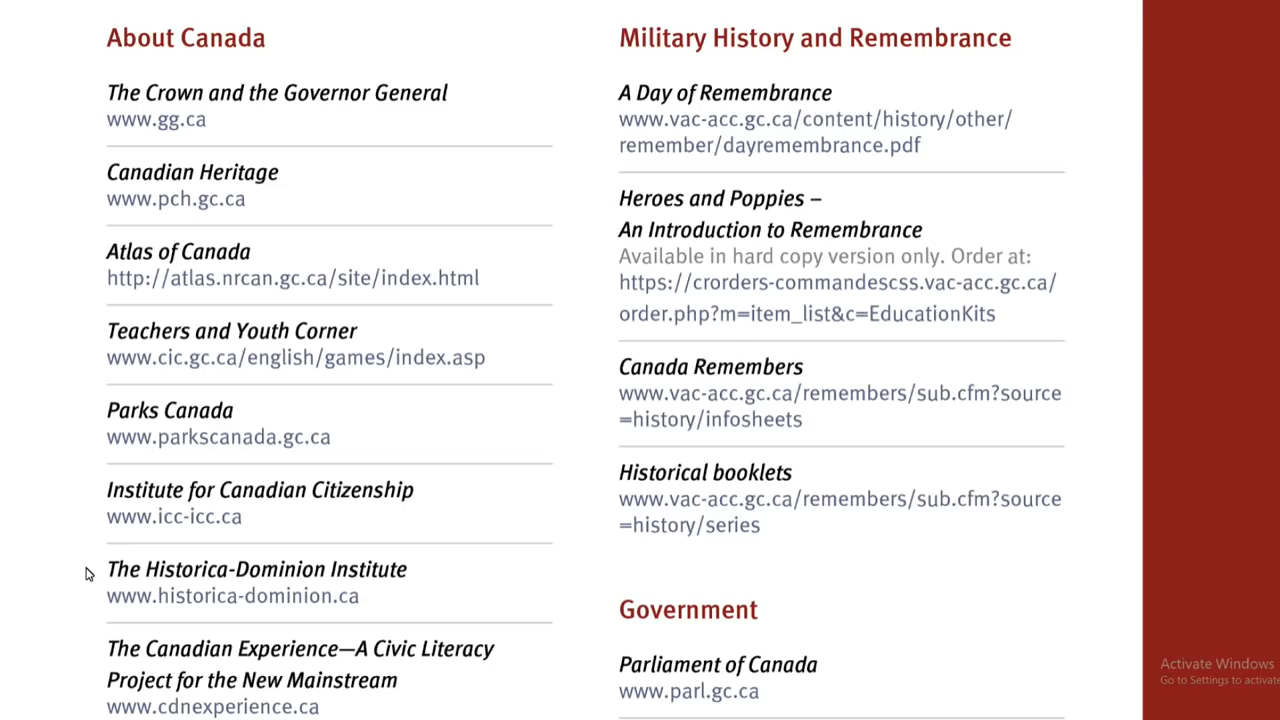 About Canada
The Crown and the Governor General
www.gg.ca
Canadian Heritage
www.pch.gc.ca
Atlas of Canada
http://atlas.nrcan.gc.ca/site/index.html
Teachers and Youth Corner
www.cic.gc.ca/english/games/index.asp
Parks Canada
www.parkscanada.gc.ca
Institute for Canadian Citizenship
www.icc-icc.ca
The Historica-Dominion Institute
www.historica-dominion.ca
The Canadian Experience—A Civic Literacy
Project for the New Mainstream
www.cdnexperience.ca
Military History and Remembrance
A Day of Remembrance
www.vac-acc.gc.ca/content/history/other/
remember/dayremembrance.pdf
Heroes and Poppies –
An Introduction to Remembrance
Available in hard copy version only. Order at:
https://crorders-commandescss.vac-acc.gc.ca/
order.php?m=item_list&c=EducationKits
Canada Remembers
www.vac-acc.gc.ca/remembers/sub.cfm?source
=history/infosheets
Historical booklets
www.vac-acc.gc.ca/remembers/sub.cfm?source
=history/series
Government
Parliament of Canada
www.parl.gc.ca
Activate Windows
Go to Settings to activate